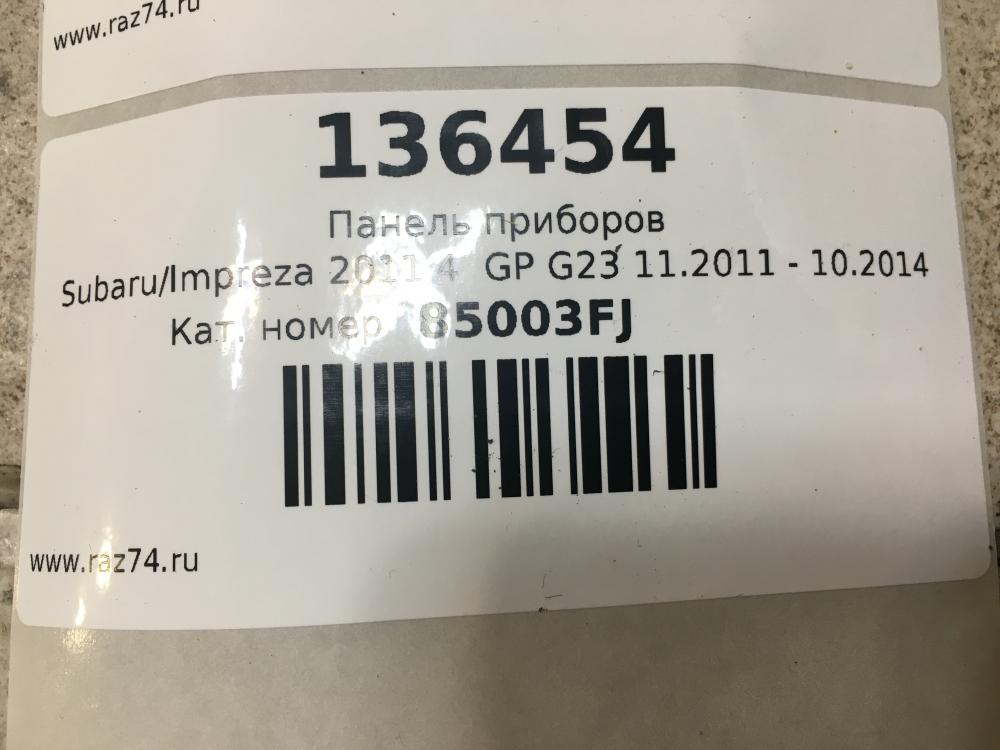 www.raz74.ru
136454
Панель приборов
Subaru/Impreza 2011 4 GP G23 11.2011 - 10.2014
Кат. номер 85003FJ
www.raz74.ru